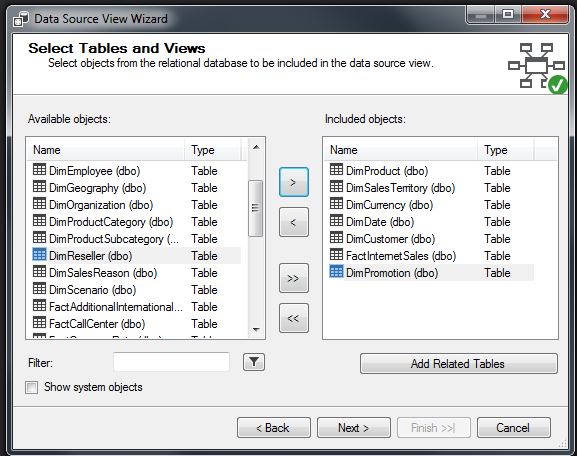 Data Source View Wizard
Select Tables and Views
Select objects from the relational database to be included in the data source view.
Available objects:
Name Type
DimEmployee (dbo) Table
DimGeography (dbo) Table
DimOrganization (dbo) Table
DimProductCategory (dbo) Table
DimProductSubcategory (... Table
DimReseller (dbo) Table
DimSalesReason (dbo) Table
DimScenario (dbo) Table
FactAdditionalInternational... Table
FactCallCenter (dbo) Table
>
<
>>
<<
Included objects:
Name Type
DimProduct (dbo) Table
DimSalesTerritory (dbo) Table
DimCurrency (dbo) Table
DimDate (dbo) Table
DimCustomer (dbo) Table
FactInternetSales (dbo) Table
DimPromotion (dbo) Table
Filter:
Add Related Tables
Show system objects
< Back Next > Finish >>| Cancel